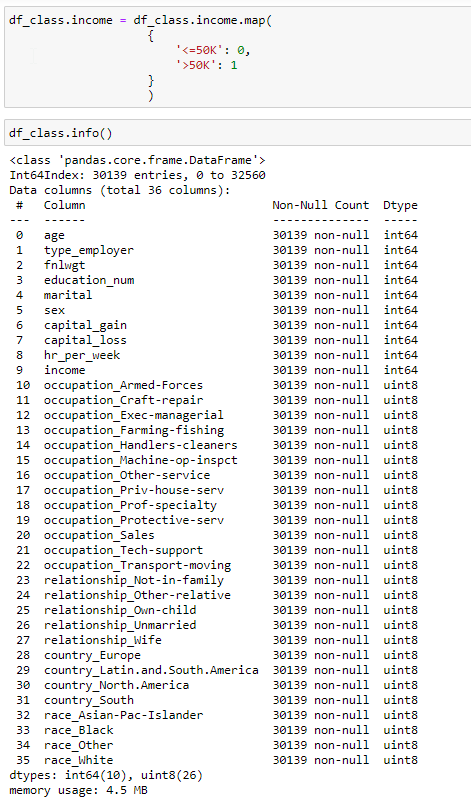 df_class.income = df_class.income.map(
{
'<=50K': 0,
'>50K': 1
}
)
df_class.info()
<class 'pandas.core.frame.DataFrame'>
Int64Index: 30139 entries, 0 to 32560
Data columns (total 36 columns):
# Column Non-Null Count Dtype
--- ------ -------------- -----
0 age 30139 non-null int64
1 type_employer 30139 non-null int64
2 fnlwgt 30139 non-null int64
3 education_num 30139 non-null int64
4 marital 30139 non-null int64
5 sex 30139 non-null int64
6 capital_gain 30139 non-null int64
7 capital_loss 30139 non-null int64
8 hr_per_week 30139 non-null int64
9 income 30139 non-null int64
10 occupation_Armed-Forces 30139 non-null uint8
11 occupation_Craft-repair 30139 non-null uint8
12 occupation_Exec-managerial 30139 non-null uint8
13 occupation_Farming-fishing 30139 non-null uint8
14 occupation_Handlers-cleaners 30139 non-null uint8
15 occupation_Machine-op-inspct 30139 non-null uint8
16 occupation_Other-service 30139 non-null uint8
17 occupation_Priv-house-serv 30139 non-null uint8
18 occupation_Prof-specialty 30139 non-null uint8
19 occupation_Protective-serv 30139 non-null uint8
20 occupation_Sales 30139 non-null uint8
21 occupation_Tech-support 30139 non-null uint8
22 occupation_Transport-moving 30139 non-null uint8
23 relationship_Not-in-family 30139 non-null uint8
24 relationship_Other-relative 30139 non-null uint8
25 relationship_Own-child 30139 non-null uint8
26 relationship_Unmarried 30139 non-null uint8
27 relationship_Wife 30139 non-null uint8
28 country_Europe 30139 non-null uint8
29 country_Latin.and.South.America 30139 non-null uint8
30 country_North.America 30139 non-null uint8
31 country_South 30139 non-null uint8
32 race_Asian-Pac-Islander 30139 non-null uint8
33 race_Black 30139 non-null uint8
34 race_Other 30139 non-null uint8
35 race_White 30139 non-null uint8
dtypes: int64(10), uint8(26)
memory usage: 4.5 MB